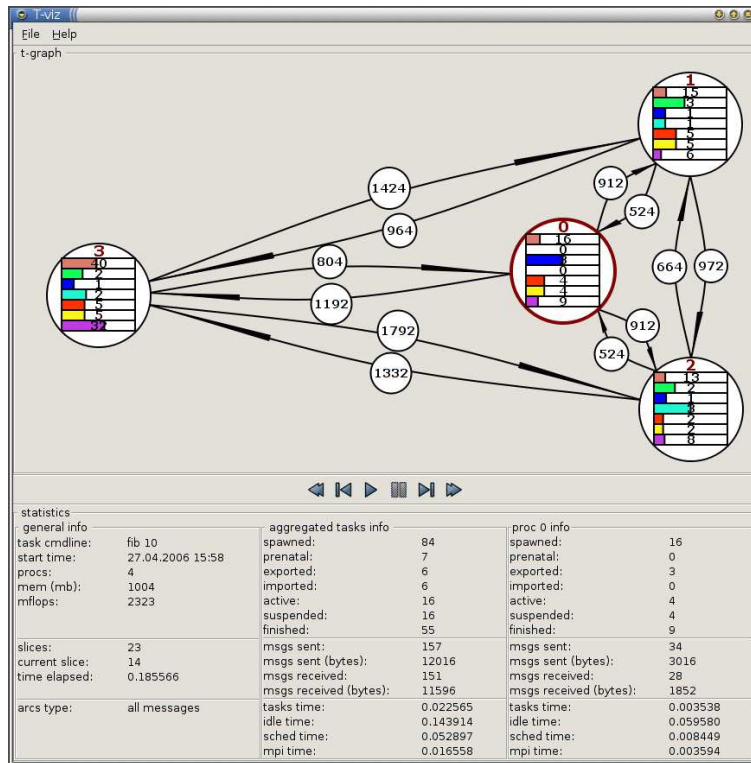 T-viz
File Help
t-graph
1
15
3
1
1
5
5
6
1424
964
912
524
0
16
0
3
0
4
4
9
3
40
2
1
2
5
5
32
804
1192
664
972
1792
1332
912
524
2
13
2
1
3
2
2
8
statistics
general info aggregated tasks info proc 0 info
task cmdline: fib 10 spawned: 84 spawned: 16
start time: 27.04.2006 15:58 prenatal: 7 prenatal: 0
procs: 4 exported: 6 exported: 3
mem (mb): 1004 imported: 6 imported: 0
mflops: 2323 active: 16 active: 4
suspended: 16 suspended: 4
finished: 55 finished: 9
slices: 23 msgs sent: 157 msgs sent: 34
current slice: 14 msgs sent (bytes): 12016 msgs sent (bytes): 3016
time elapsed: 0.185566 msgs received: 151 msgs received: 28
msgs received (bytes): 11596 msgs received (bytes): 1852
arcs type: all messages tasks time: 0.022565 tasks time: 0.003538
idle time: 0.143914 idle time: 0.059580
sched time: 0.052897 sched time: 0.008449
mpi time: 0.016558 mpi time: 0.003594